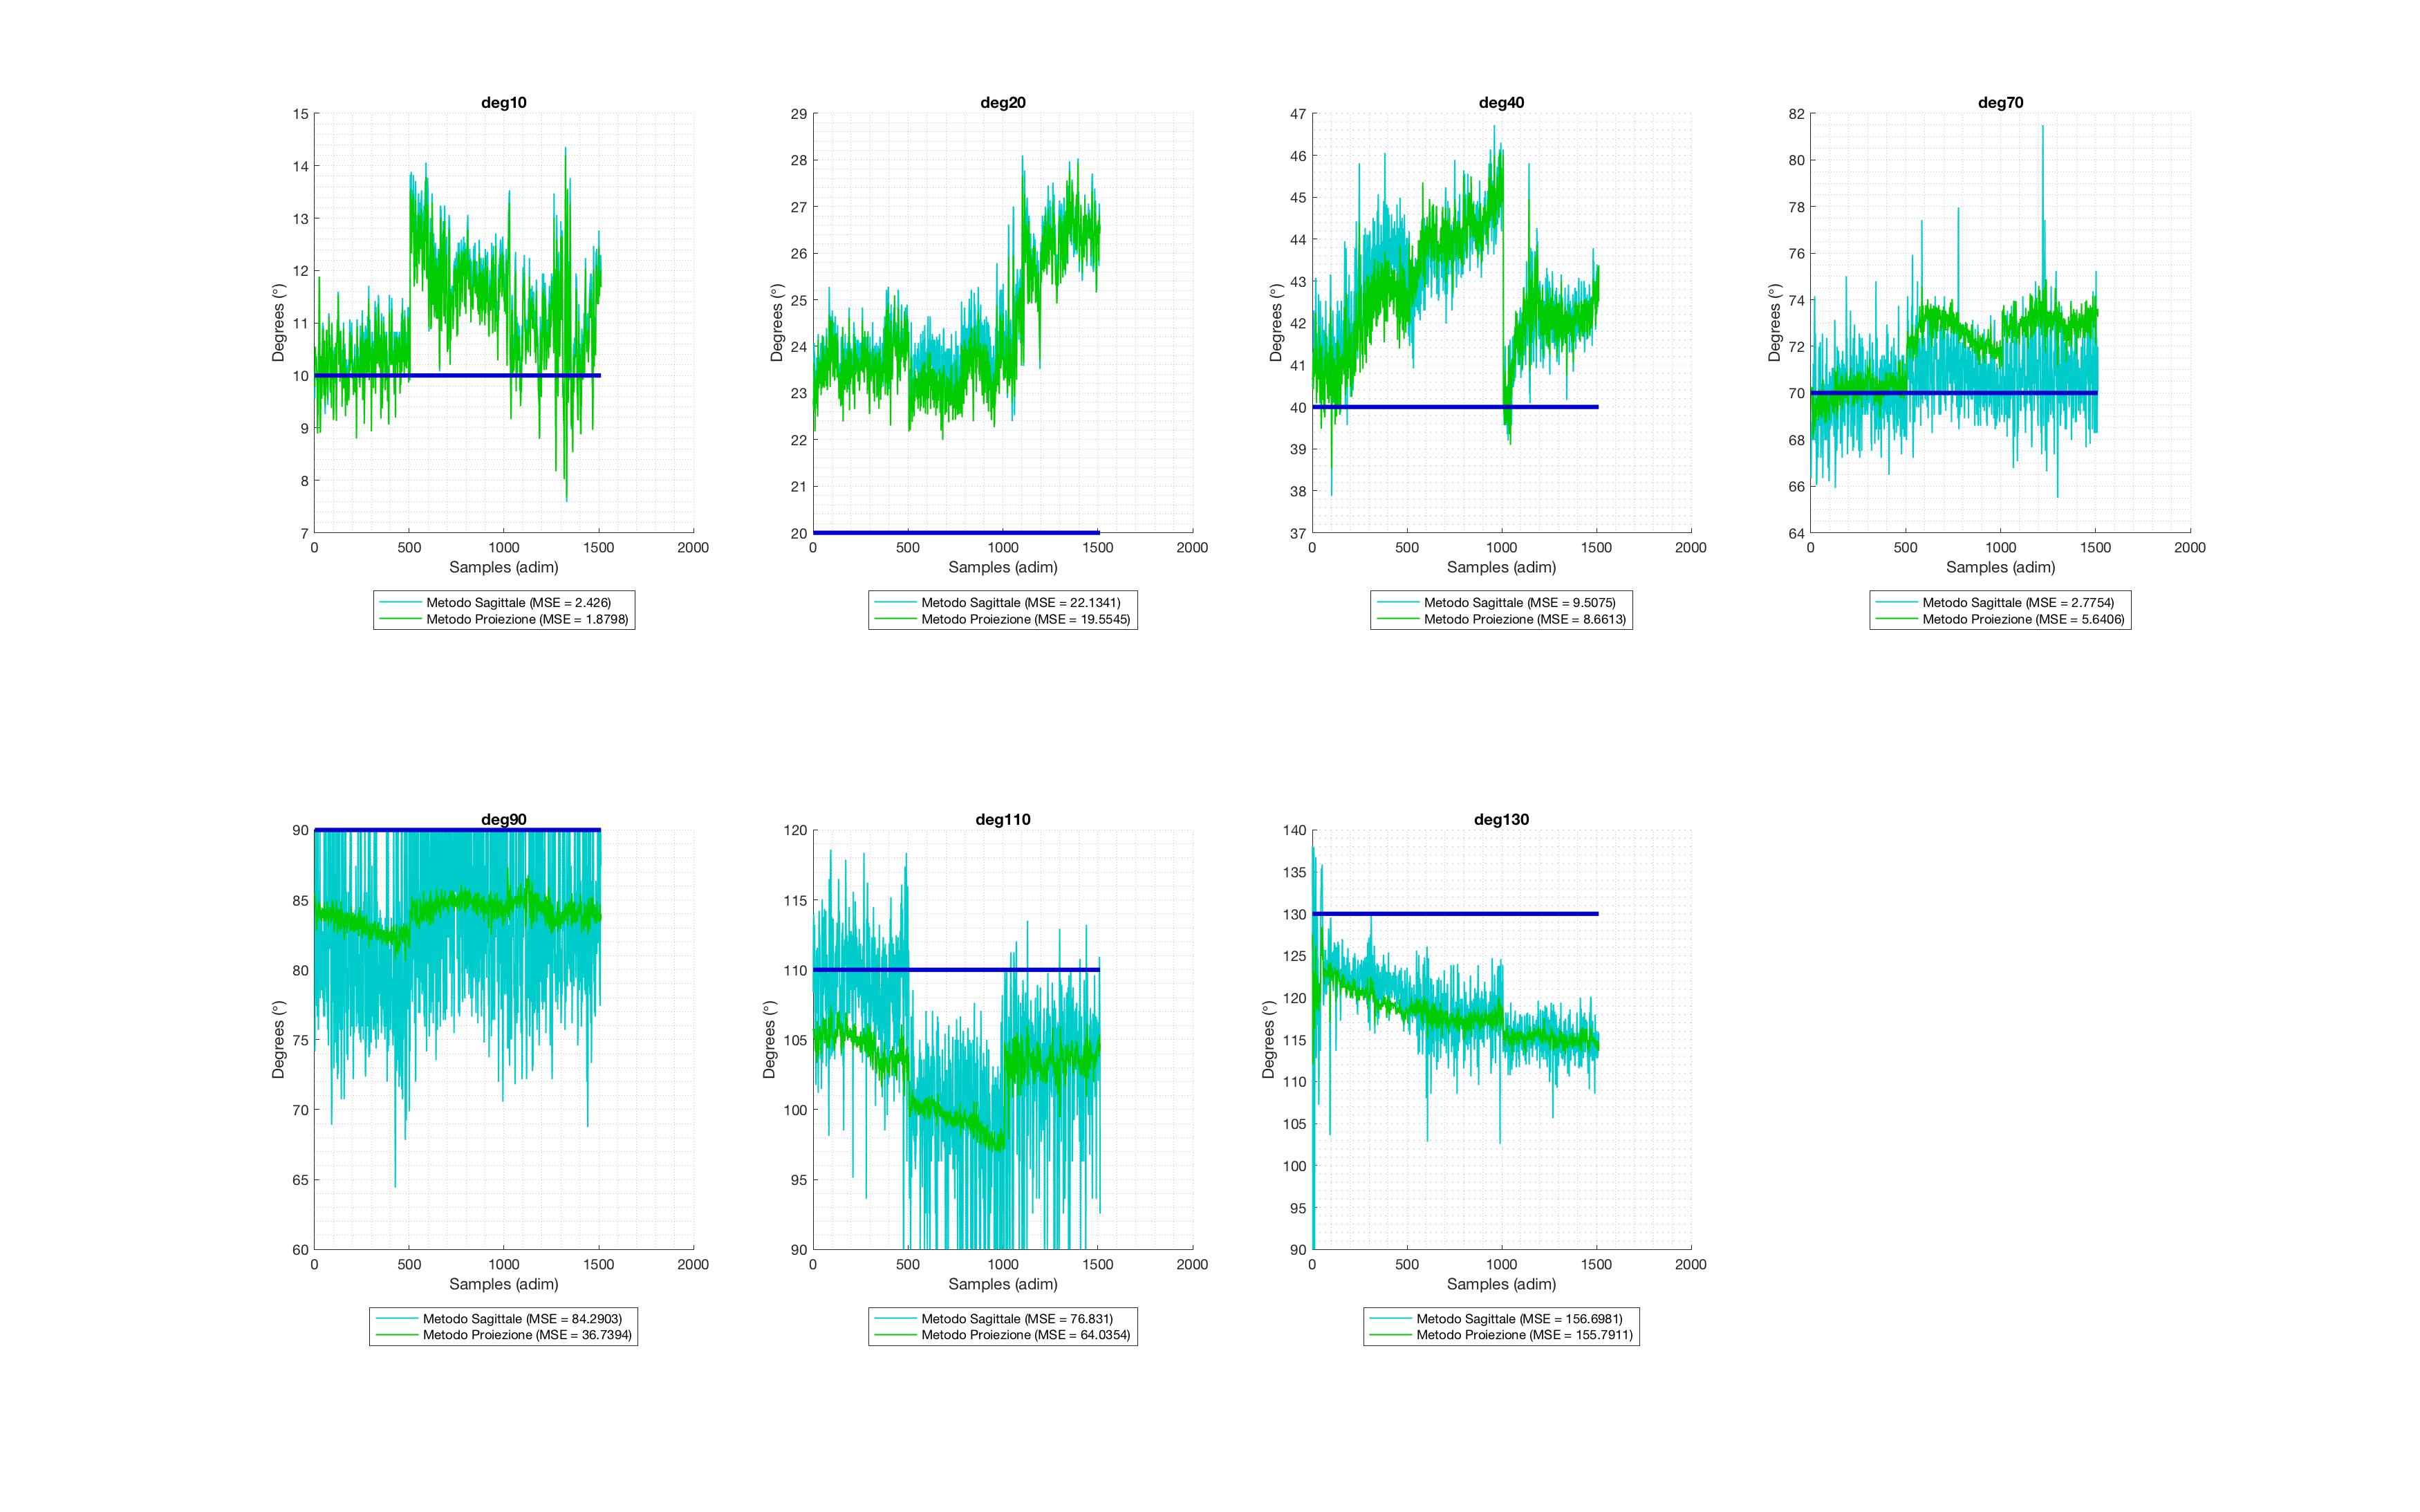 deg10
15
14
13
12
11
10
9
8
7
Degrees (°)
0 500 1000 1500 2000
Samples (adim)
Metodo Sagittale (MSE = 2.426)
Metodo Proiezione (MSE = 1.8798)
deg20
29
28
27
26
25
24
23
22
21
20
Degrees (°)
0 500 1000 1500 2000
Samples (adim)
Metodo Sagittale (MSE = 22.1341)
Metodo Proiezione (MSE = 19.5545)
deg40
47
46
45
44
43
42
41
40
39
38
37
Degrees (°)
0 500 1000 1500 2000
Samples (adim)
Metodo Sagittale (MSE = 9.5075)
Metodo Proiezione (MSE = 8.6613)
deg70
82
80
78
76
74
72
70
68
66
64
Degrees (°)
0 500 1000 1500 2000
Samples (adim)
Metodo Sagittale (MSE = 2.7754)
Metodo Proiezione (MSE = 5.6406)
deg90
90
85
80
75
70
65
60
Degrees (°)
0 500 1000 1500 2000
Samples (adim)
Metodo Sagittale (MSE = 84.2903)
Metodo Proiezione (MSE = 36.7394)
deg110
120
115
110
105
100
95
90
Degrees (°)
0 500 1000 1500 2000
Samples (adim)
Metodo Sagittale (MSE = 76.831)
Metodo Proiezione (MSE = 64.0354)
deg130
140
135
130
125
120
115
110
105
100
95
90
Degrees (°)
0 500 1000 1500 2000
Samples (adim)
Metodo Sagittale (MSE = 156.6981)
Metodo Proiezione (MSE = 155.7911)